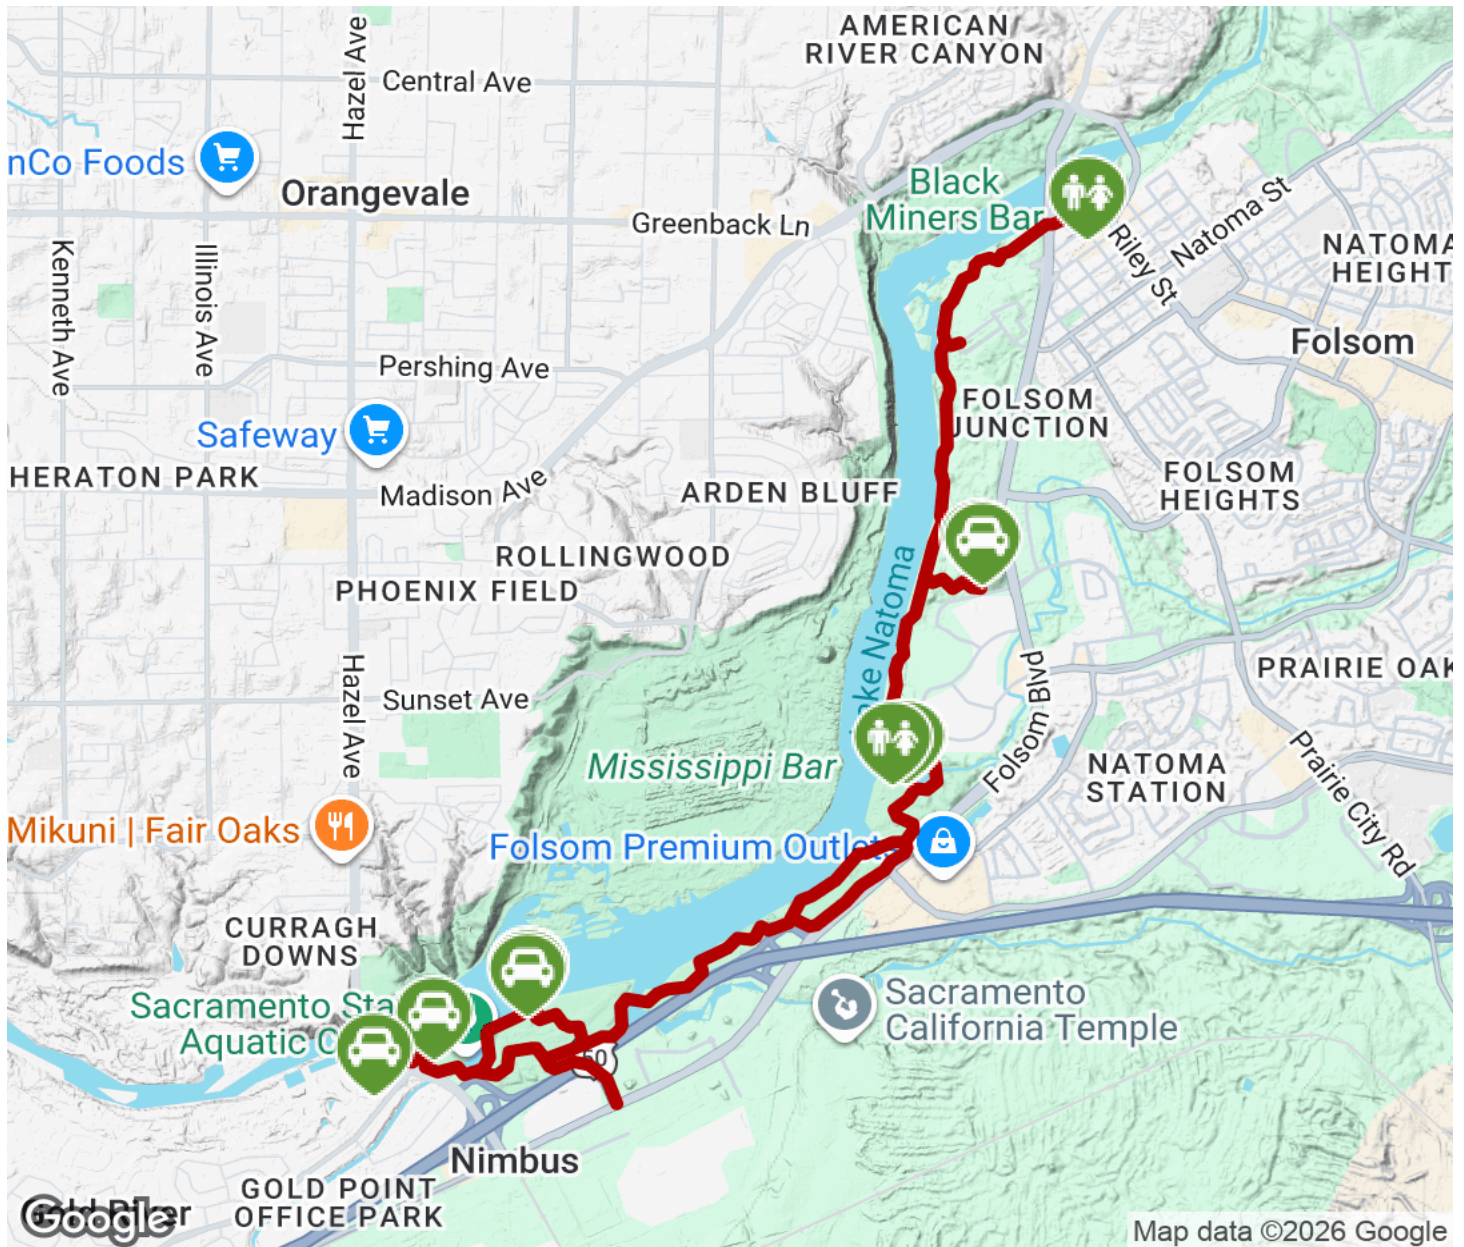 AMERICAN
RIVER CANYON
Hazel Ave
Central Ave
nCo Foods
Orangevale
Black
Miners Bar
Greenback Ln
Riley St
Natoma St
NATOMA
HEIGHT
Kenneth Ave
Illinois Ave
Folsom
Pershing Ave
FOLSOM
JUNCTION
Safeway
HERATON PARK
Madison Ave
ARDEN BLUFF
FOLSOM
HEIGHTS
ROLLINGWOOD
PHOENIX FIELD
ake Natoma
Hazel Ave
Sunset Ave
Folsom Blvd
PRAIRIE OAK
Mississippi Bar
NATOMA
STATION
Prairie City Rd
Mikuni | Fair Oaks
Folsom Premium Outlets
CURRAGH
DOWNS
Sacramento Sta
Aquatic C
Sacramento
California Temple
50
Nimbus
GOLD POINT
OFFICE PARK
Gold River
Google
Map data ©2026 Google